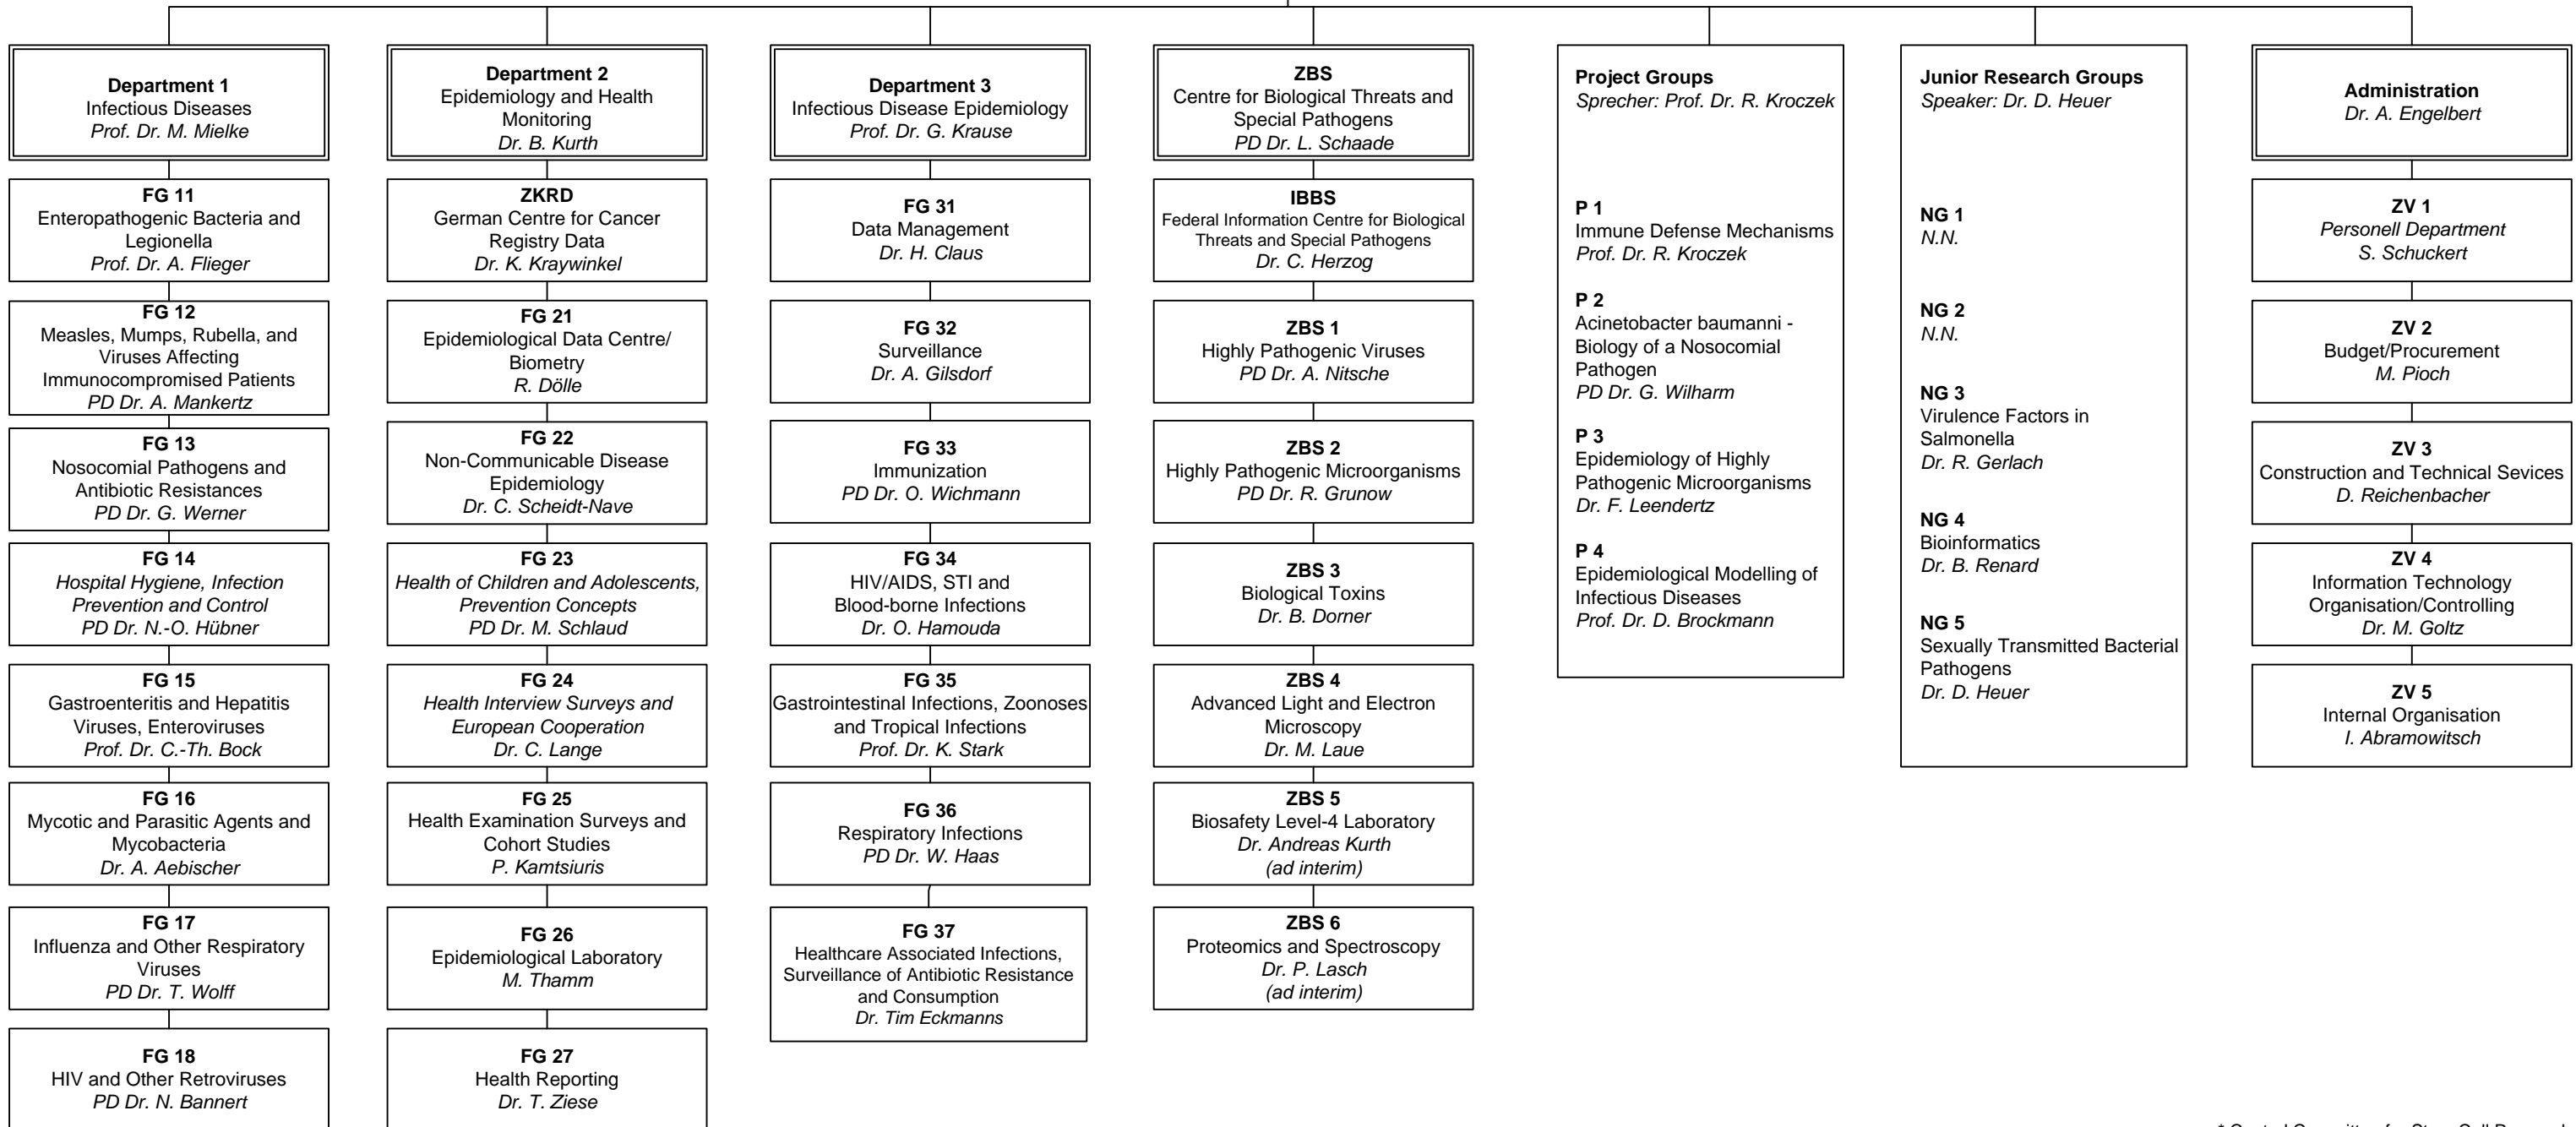 Department 1
Infectious Diseases
Prof. Dr. M. Mielke
FG 11
Enteropathogenic Bacteria and
Legionella
Prof. Dr. A. Flieger
FG 12
Measles, Mumps, Rubella, and
Viruses Affecting
Immunocompromised Patients
PD Dr. A. Mankertz
FG 13
Nosocomial Pathogens and
Antibiotic Resistances
PD Dr. G. Werner
FG 14
Hospital Hygiene, Infection
Prevention and Control
PD Dr. N.-O. Hübner
FG 15
Gastroenteritis and Hepatitis
Viruses, Enteroviruses
Prof. Dr. C.-Th. Bock
FG 16
Mycotic and Parasitic Agents and
Mycobacteria
Dr. A. Aebischer
FG 17
Influenza and Other Respiratory
Viruses
PD Dr. T. Wolff
FG 18
HIV and Other Retroviruses
PD Dr. N. Bannert
Department 2
Epidemiology and Health
Monitoring
Dr. B. Kurth
ZKRD
German Centre for Cancer
Registry Data
Dr. K. Kraywinkel
FG 21
Epidemiological Data Centre/
Biometry
R. Dölle
FG 22
Non-Communicable Disease
Epidemiology
Dr. C. Scheidt-Nave
FG 23
Health of Children and Adolescents,
Prevention Concepts
PD Dr. M. Schlaud
FG 24
Health Interview Surveys and
European Cooperation
Dr. C. Lange
FG 25
Health Examination Surveys and
Cohort Studies
P. Kamtsiuris
FG 26
Epidemiological Laboratory
M. Thamm
FG 27
Health Reporting
Dr. T. Ziese
Department 3
Infectious Disease Epidemiology
Prof. Dr. G. Krause
FG 31
Data Management
Dr. H. Claus
FG 32
Surveillance
Dr. A. Gilsdorf
FG 33
Immunization
PD Dr. O. Wichmann
FG 34
HIV/AIDS, STI and
Blood-borne Infections
Dr. O. Hamouda
FG 35
Gastrointestinal Infections, Zoonoses
and Tropical Infections
Prof. Dr. K. Stark
FG 36
Respiratory Infections
PD Dr. W. Haas
FG 37
Healthcare Associated Infections,
Surveillance of Antibiotic Resistance
and Consumption
Dr. Tim Eckmanns
ZBS
Centre for Biological Threats and
Special Pathogens
PD Dr. L. Schaade
IBBS
Federal Information Centre for Biological
Threats and Special Pathogens
Dr. C. Herzog
ZBS 1
Highly Pathogenic Viruses
PD Dr. A. Nitsche
ZBS 2
Highly Pathogenic Microorganisms
PD Dr. R. Grunow
ZBS 3
Biological Toxins
Dr. B. Dorner
ZBS 4
Advanced Light and Electron
Microscopy
Dr. M. Laue
ZBS 5
Biosafety Level-4 Laboratory
Dr. Andreas Kurth
(ad interim)
ZBS 6
Proteomics and Spectroscopy
Dr. P. Lasch
(ad interim)
Project Groups
Sprecher: Prof. Dr. R. Kroczek
P 1
Immune Defense Mechanisms
Prof. Dr. R. Kroczek
P 2
Acinetobacter baumanni -
Biology of a Nosocomial
Pathogen
PD Dr. G. Wilharm
P 3
Epidemiology of Highly
Pathogenic Microorganisms
Dr. F. Leendertz
P 4
Epidemiological Modelling of
Infectious Diseases
Prof. Dr. D. Brockmann
Junior Research Groups
Speaker: Dr. D. Heuer
NG 1
N.N.
NG 2
N.N.
NG 3
Virulence Factors in
Salmonella
Dr. R. Gerlach
NG 4
Bioinformatics
Dr. B. Renard
NG 5
Sexually Transmitted Bacterial
Pathogens
Dr. D. Heuer
Administration
Dr. A. Engelbert
ZV 1
Personell Department
S. Schuckert
ZV 2
Budget/Procurement
M. Pioch
ZV 3
Construction and Technical Sevices
D. Reichenbacher
ZV 4
Information Technology
Organisation/Controlling
Dr. M. Goltz
ZV 5
Internal Organisation
I. Abramowitsch